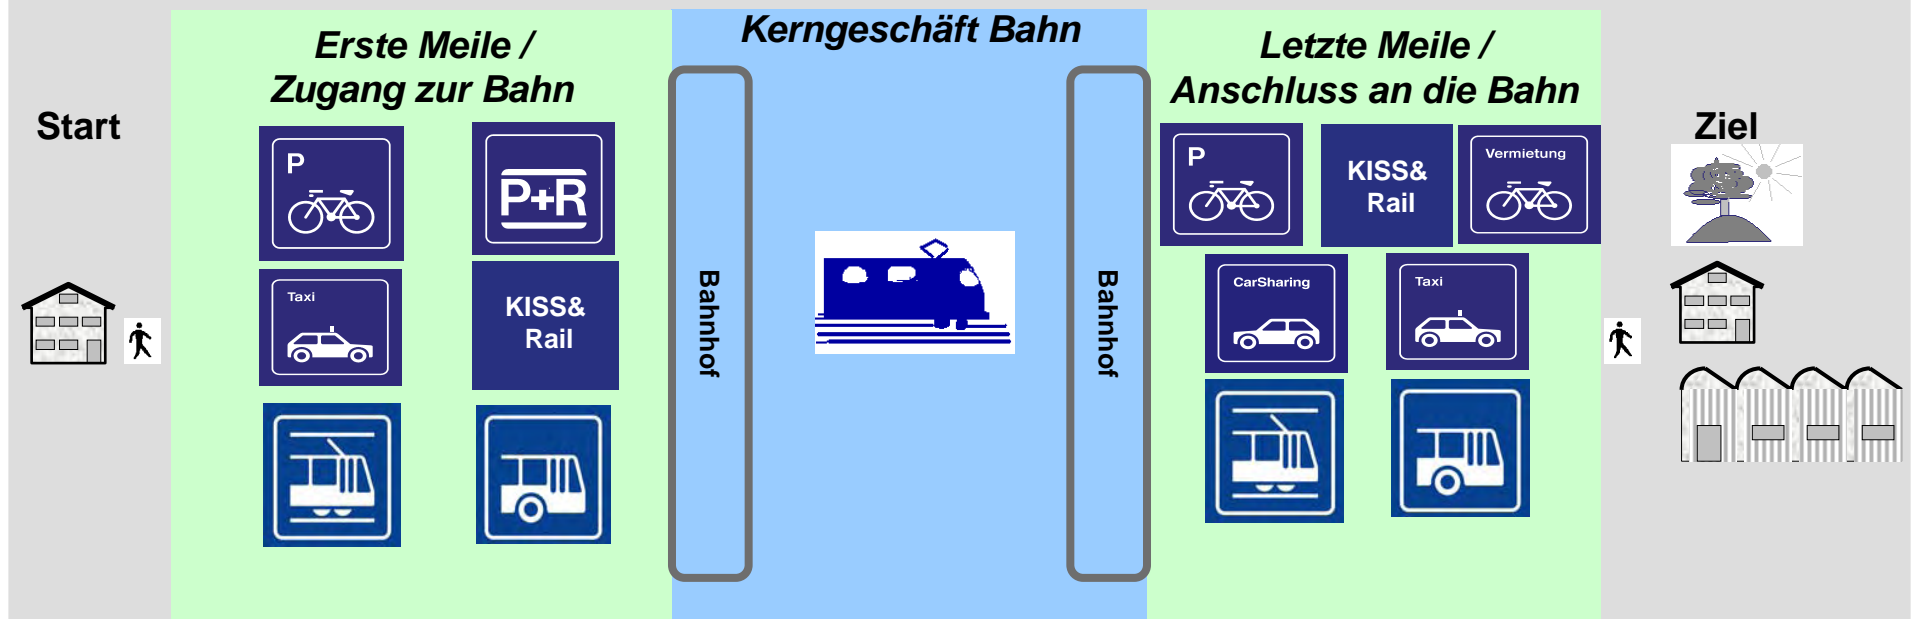 Start
Erste Meile /
Zugang zur Bahn
P
P+R
Taxi
KISS&
Rail
Bahnhof
Kerngeschäft Bahn
Bahnhof
Letzte Meile /
Anschluss an die Bahn
P
KISS&
Rail
Vermietung
CarSharing
Taxi
Ziel